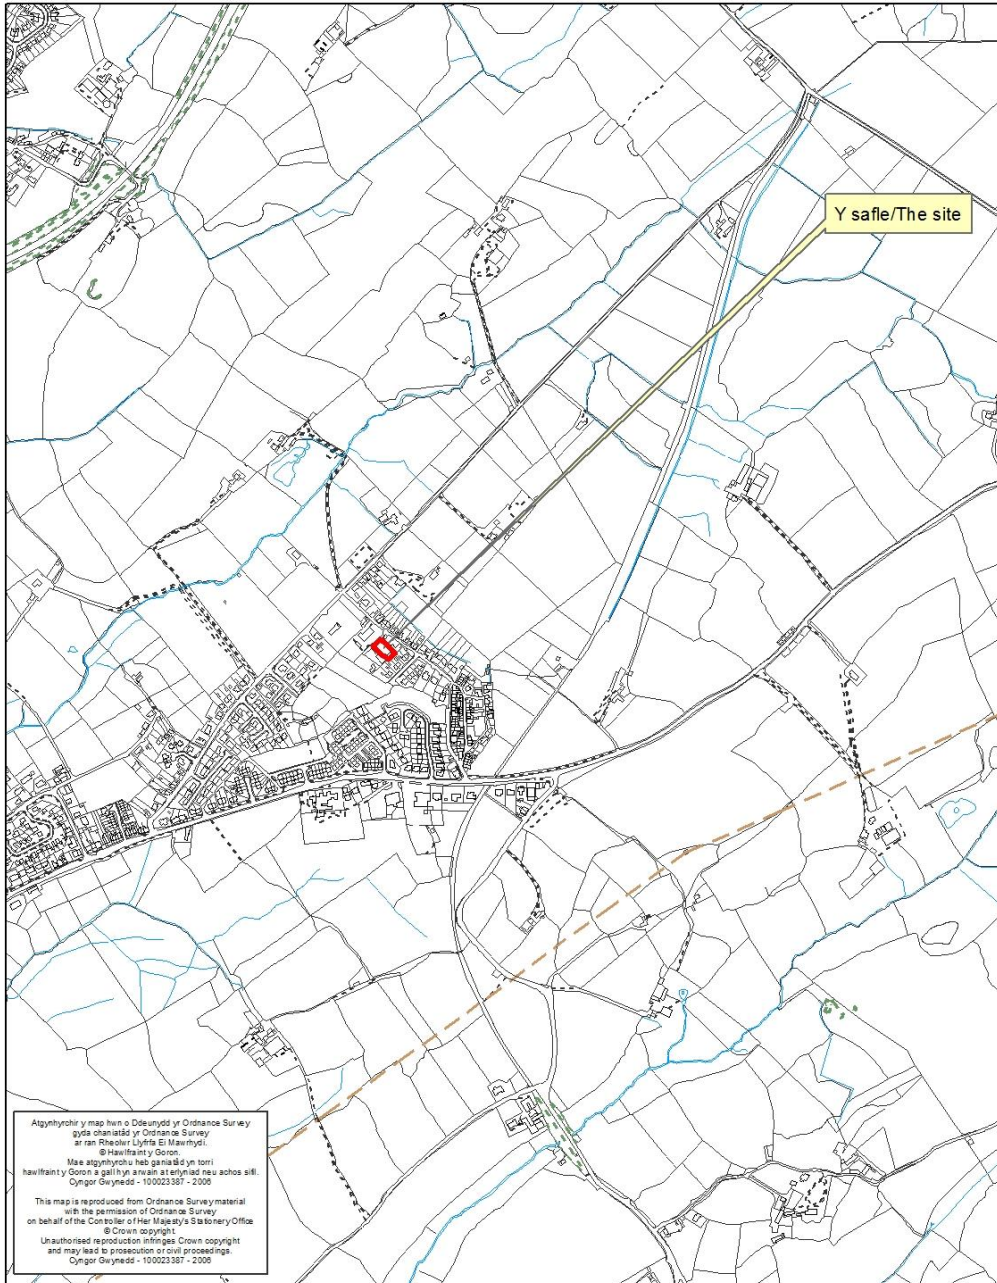 Y safle/The site
Atgynhyrchir y map hwn o Ddeunydd yr Ordnance Survey
gyda chaniatâd yr Ordnance Survey
ar ran Rheolwr Llyfrfa Ei Mawrhydi.
© Hawlfraint y Goron.
Mae atgynhyrchu heb ganiatâd yn torri
hawlfraint y Goron a gall hyn arwain at erlyniad neu achos sifil.
Cyngor Gwynedd - 100023387 - 2006
This map is reproduced from Ordnance Survey material
with the permission of Ordnance Survey
on behalf of the Controller of Her Majesty's Stationery Office
© Crown copyright.
Unauthorised reproduction infringes Crown copyright
and may lead to prosecution or civil proceedings.
Cyngor Gwynedd - 100023387 - 2006